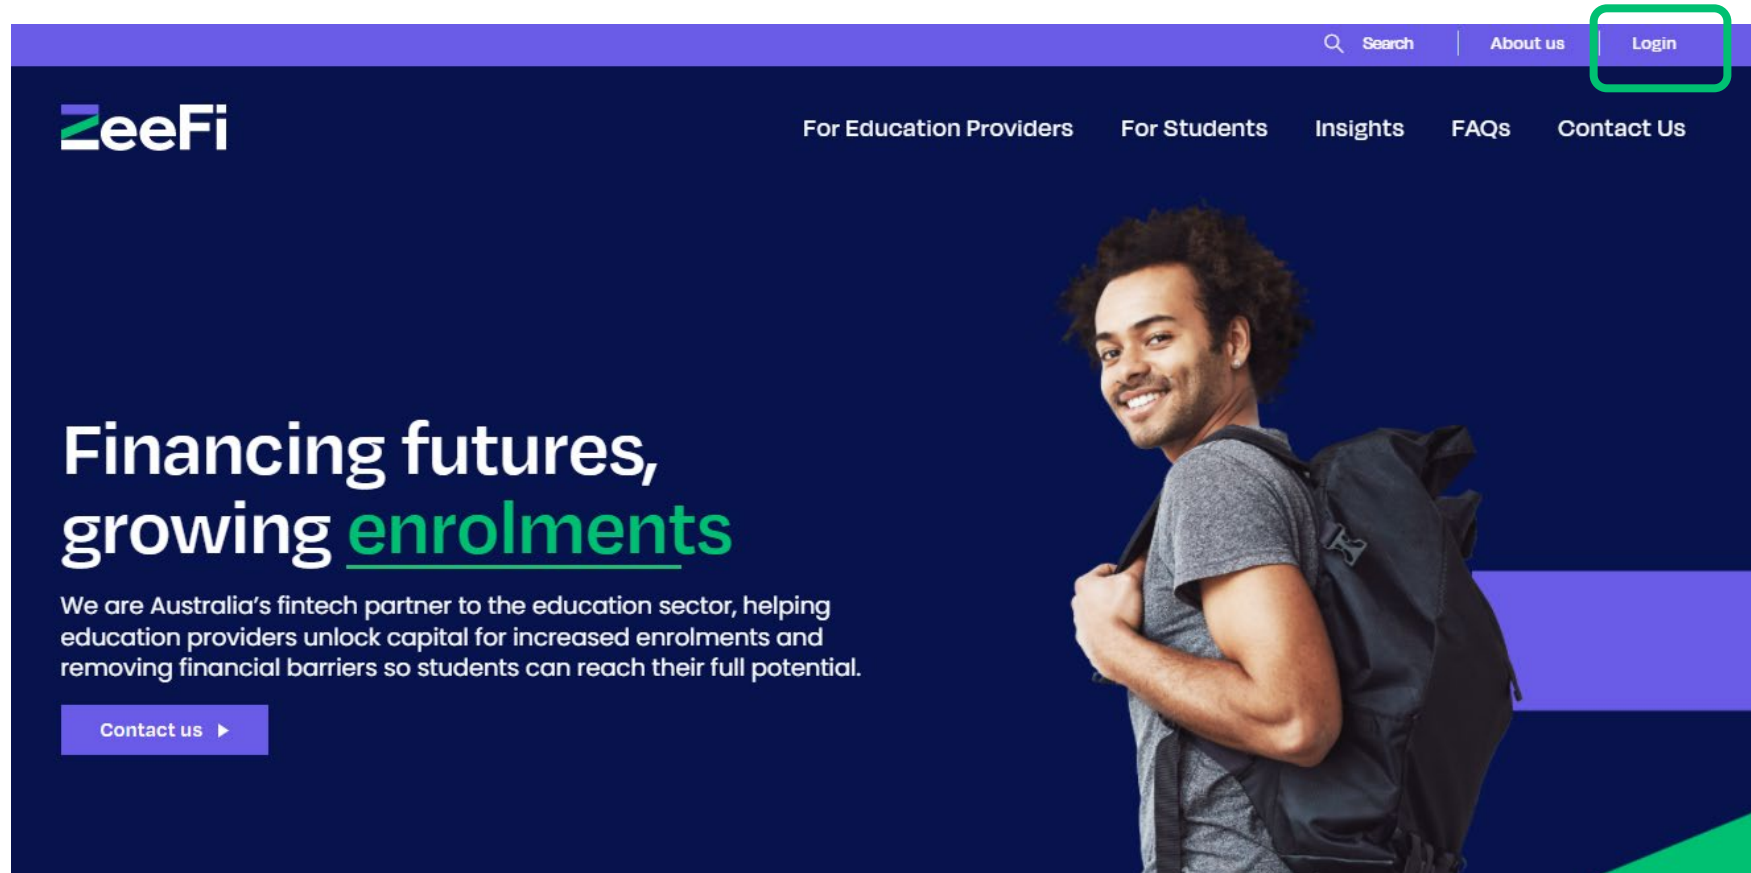 Search
About us
Login
ZeeFi
For Education Providers
For Students
Insights
FAQs
Contact Us
Financing futures,
growing enrolments
We are Australia’s fintech partner to the education sector, helping
education providers unlock capital for increased enrolments and
removing financial barriers so students can reach their full potential.
Contact us